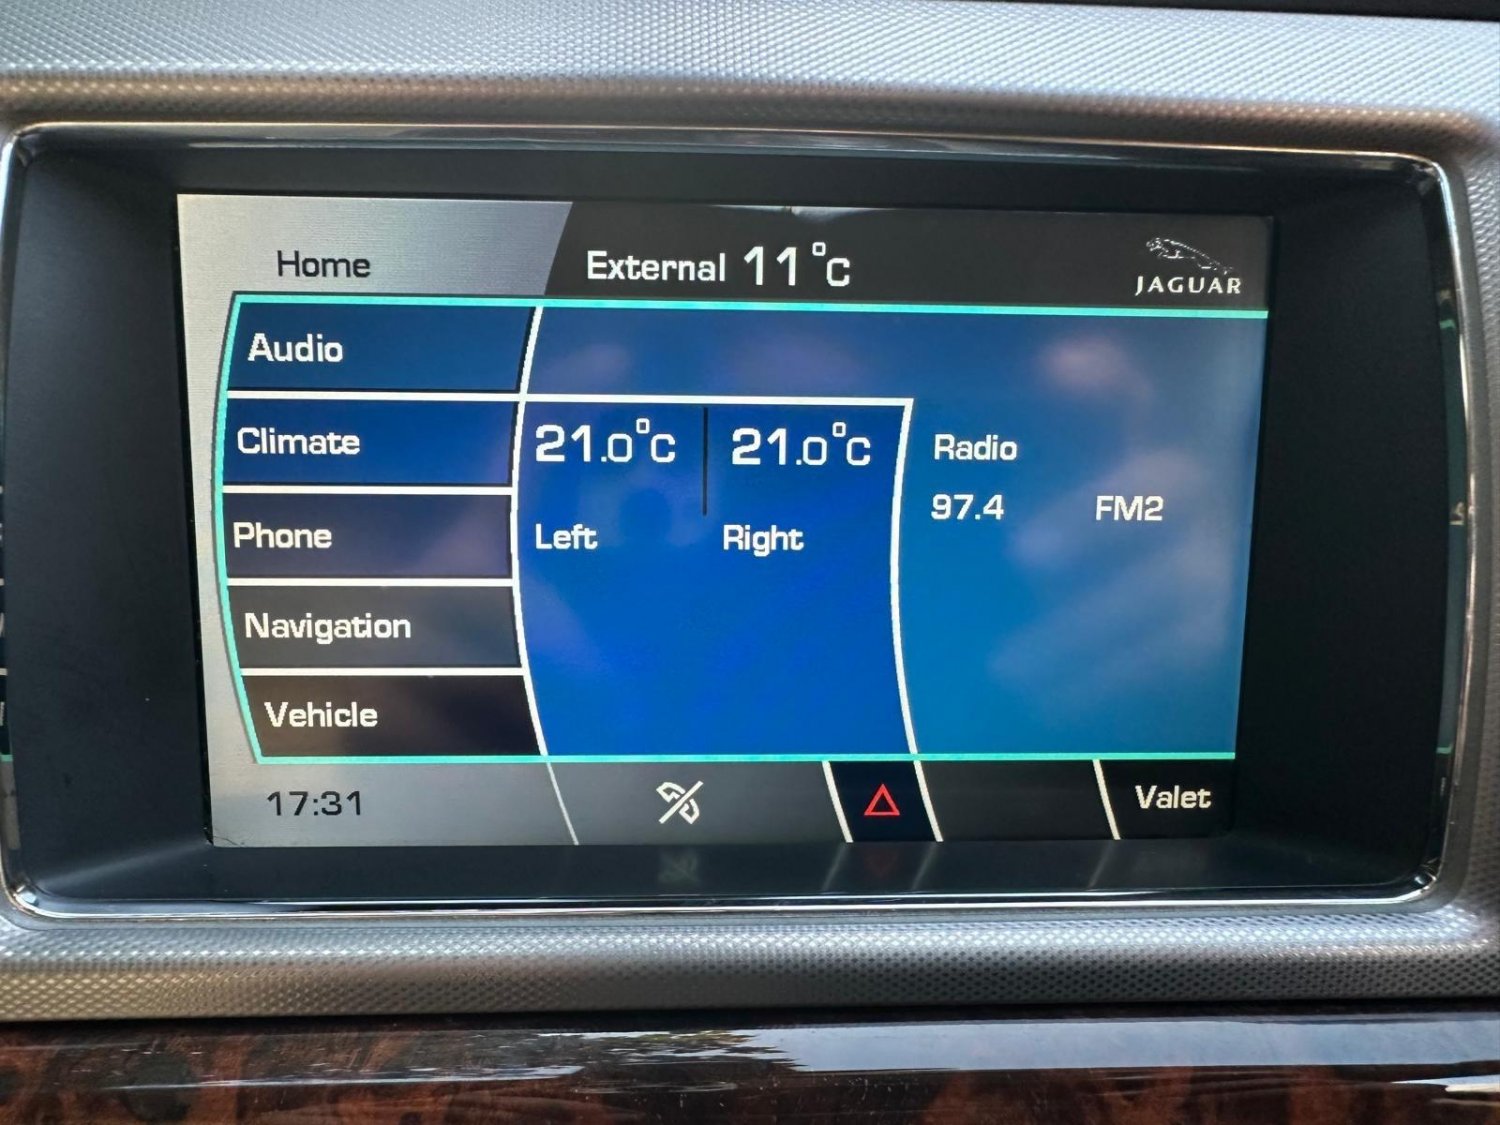 Home
External 11°C
JAGUAR
Audio
Climate
21.0°C
21.0°C
Left
Right
Radio
97.4
FM2
Phone
Navigation
Vehicle
17:31
Valet